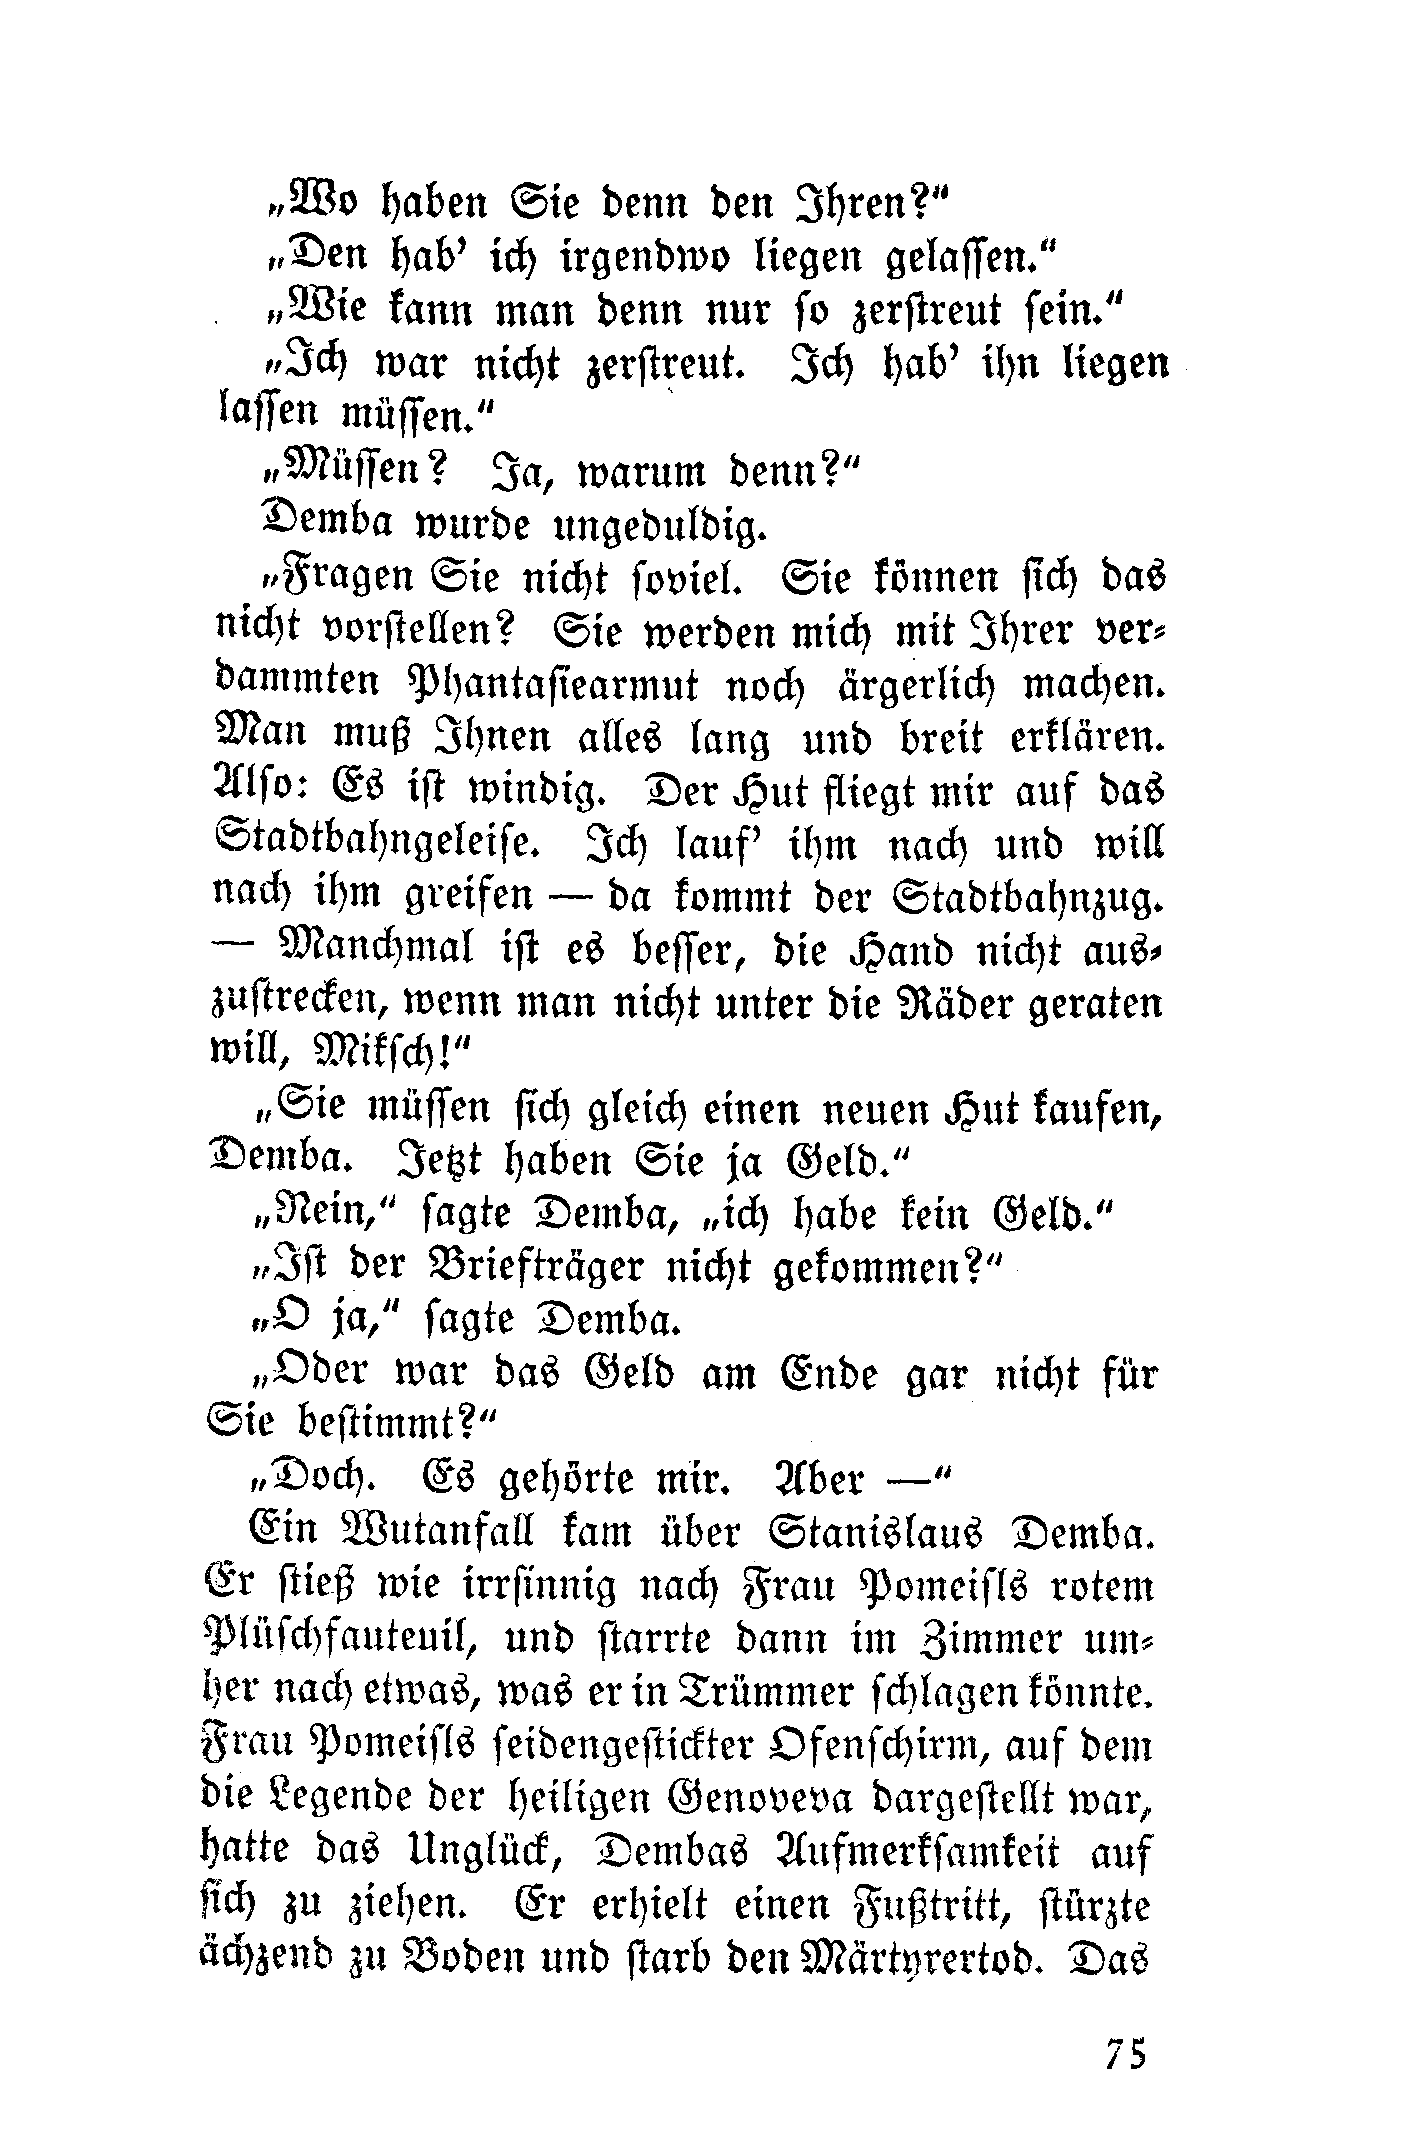 „Wo haben Sie denn den Ihren?“
„Den hab’ ich irgendwo liegen gelassen.“
„Wie kann man denn nur so zerstreut sein.“
„Ich war nicht zerstreut. Ich hab’ ihn liegen
lassen müssen.“
„Müssen? Ja, warum denn?“
Demba wurde ungeduldig.
„Fragen Sie nicht soviel. Sie können sich das
nicht vorstellen? Sie werden mich mit Ihrer ver-
dammten Phantasiearmut noch ärgerlich machen.
Man muß Ihnen alles lang und breit erklären.
Also: Es ist windig. Der Hut fliegt mir auf das
Stadtbahngeleise. Ich lauf’ ihm nach und will
nach ihm greifen — da kommt der Stadtbahnzug.
— Manchmal ist es besser, die Hand nicht aus-
zustrecken, wenn man nicht unter die Räder geraten
will, Miksch!“
„Sie müssen sich gleich einen neuen Hut kaufen,
Demba. Jetzt haben Sie ja Geld.“
„Nein,“ sagte Demba, „ich habe kein Geld.“
„Ist der Briefträger nicht gekommen?“
„O ja,“ sagte Demba.
„Oder war das Geld am Ende gar nicht für
Sie bestimmt?“
„Doch. Es gehörte mir. Aber —“
Ein Wutanfall kam über Stanislaus Demba.
Er stieß wie irrsinnig nach Frau Pomeisls rotem
Plüschfauteuil, und starrte dann im Zimmer um-
her nach etwas, was er in Trümmer schlagen könnte.
Frau Pomeisls seidengestickter Ofenschirm, auf dem
die Legende der heiligen Genoveva dargestellt war,
hatte das Unglück, Dembas Aufmerksamkeit auf
sich zu ziehen. Er erhielt einen Fußtritt, stürzte
ächzend zu Boden und starb den Märtyrertod. Das
75